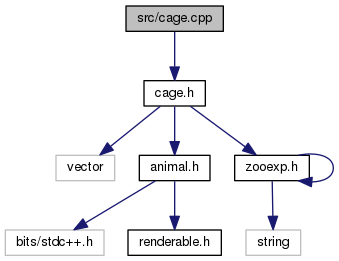 src/cage.cpp
cage.h
vector
animal.h
zooexp.h
bits/stdc++.h
renderable.h
string